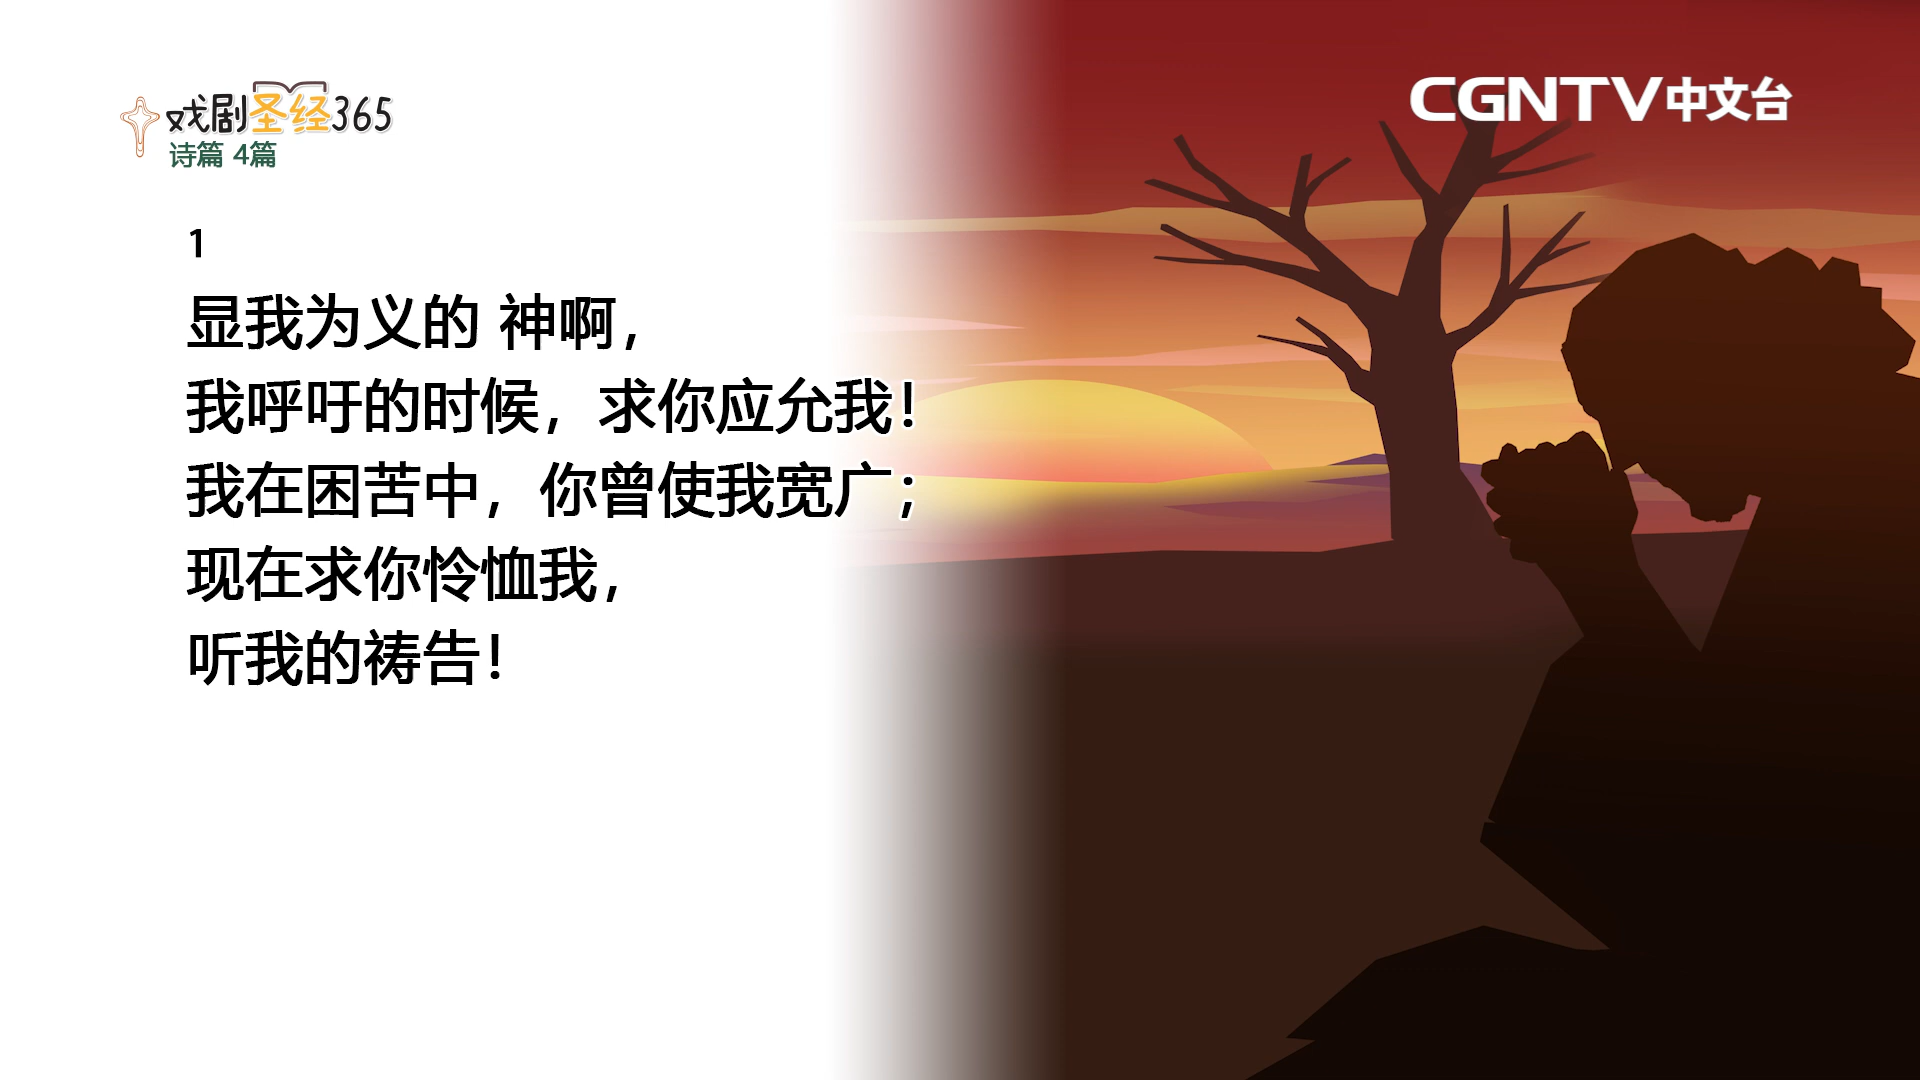 戏剧圣经365
诗篇 4篇
CGNTV中文台
1
显我为义的 神啊，
我呼吁的时候，求你应允我！
我在困苦中，你曾使我宽广；
现在求你怜恤我，
听我的祷告！